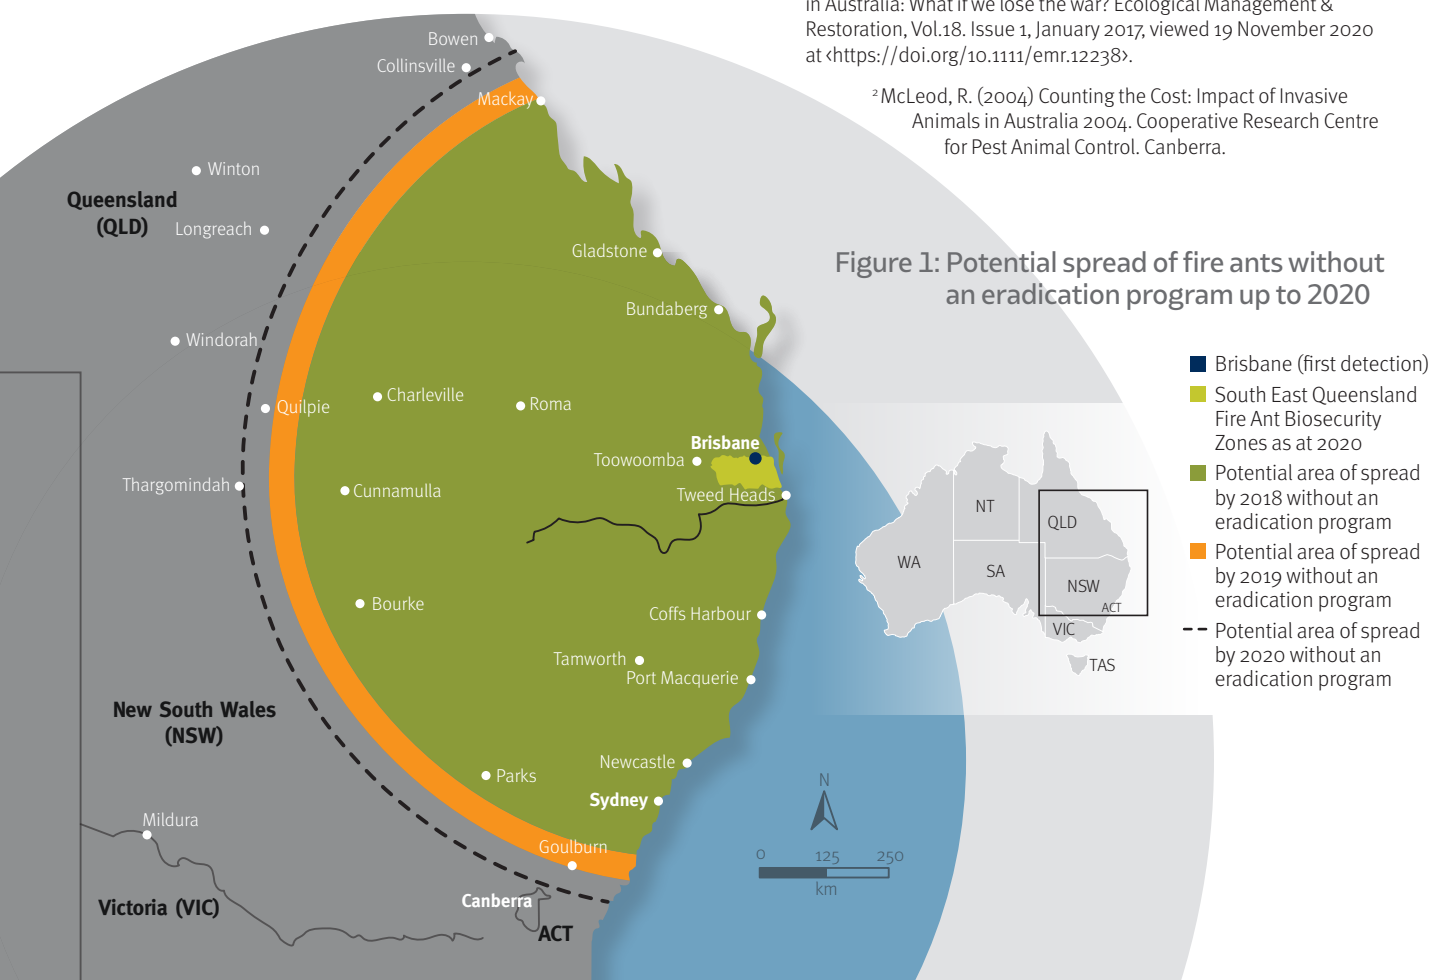 in Australia: What if we lose the war? Ecological Management &
Restoration, Vol.18. Issue 1, January 2017, viewed 19 November 2020
at <https://doi.org/10.1111/emr.12238>.
² McLeod, R. (2004) Counting the Cost: Impact of Invasive
Animals in Australia 2004. Cooperative Research Centre
for Pest Animal Control. Canberra.
Figure 1: Potential spread of fire ants without
an eradication program up to 2020
Bowen
Collinsville
Mackay
Winton
Queensland
(QLD)
Longreach
Gladstone
Bundaberg
Windorah
Charleville
Quilpie
Roma
Brisbane
Toowoomba
Thargomindah
Cunnamulla
Tweed Heads
Bourke
Coffs Harbour
Tamworth
Port Macquerie
New South Wales
(NSW)
Newcastle
Parks
Sydney
Mildura
Goulburn
Canberra
Victoria (VIC)
ACT
N
0 125 250
km
NT
QLD
WA
SA
NSW
ACT
VIC
TAS
Brisbane (first detection)
South East Queensland
Fire Ant Biosecurity
Zones as at 2020
Potential area of spread
by 2018 without an
eradication program
Potential area of spread
by 2019 without an
eradication program
Potential area of spread
by 2020 without an
eradication program